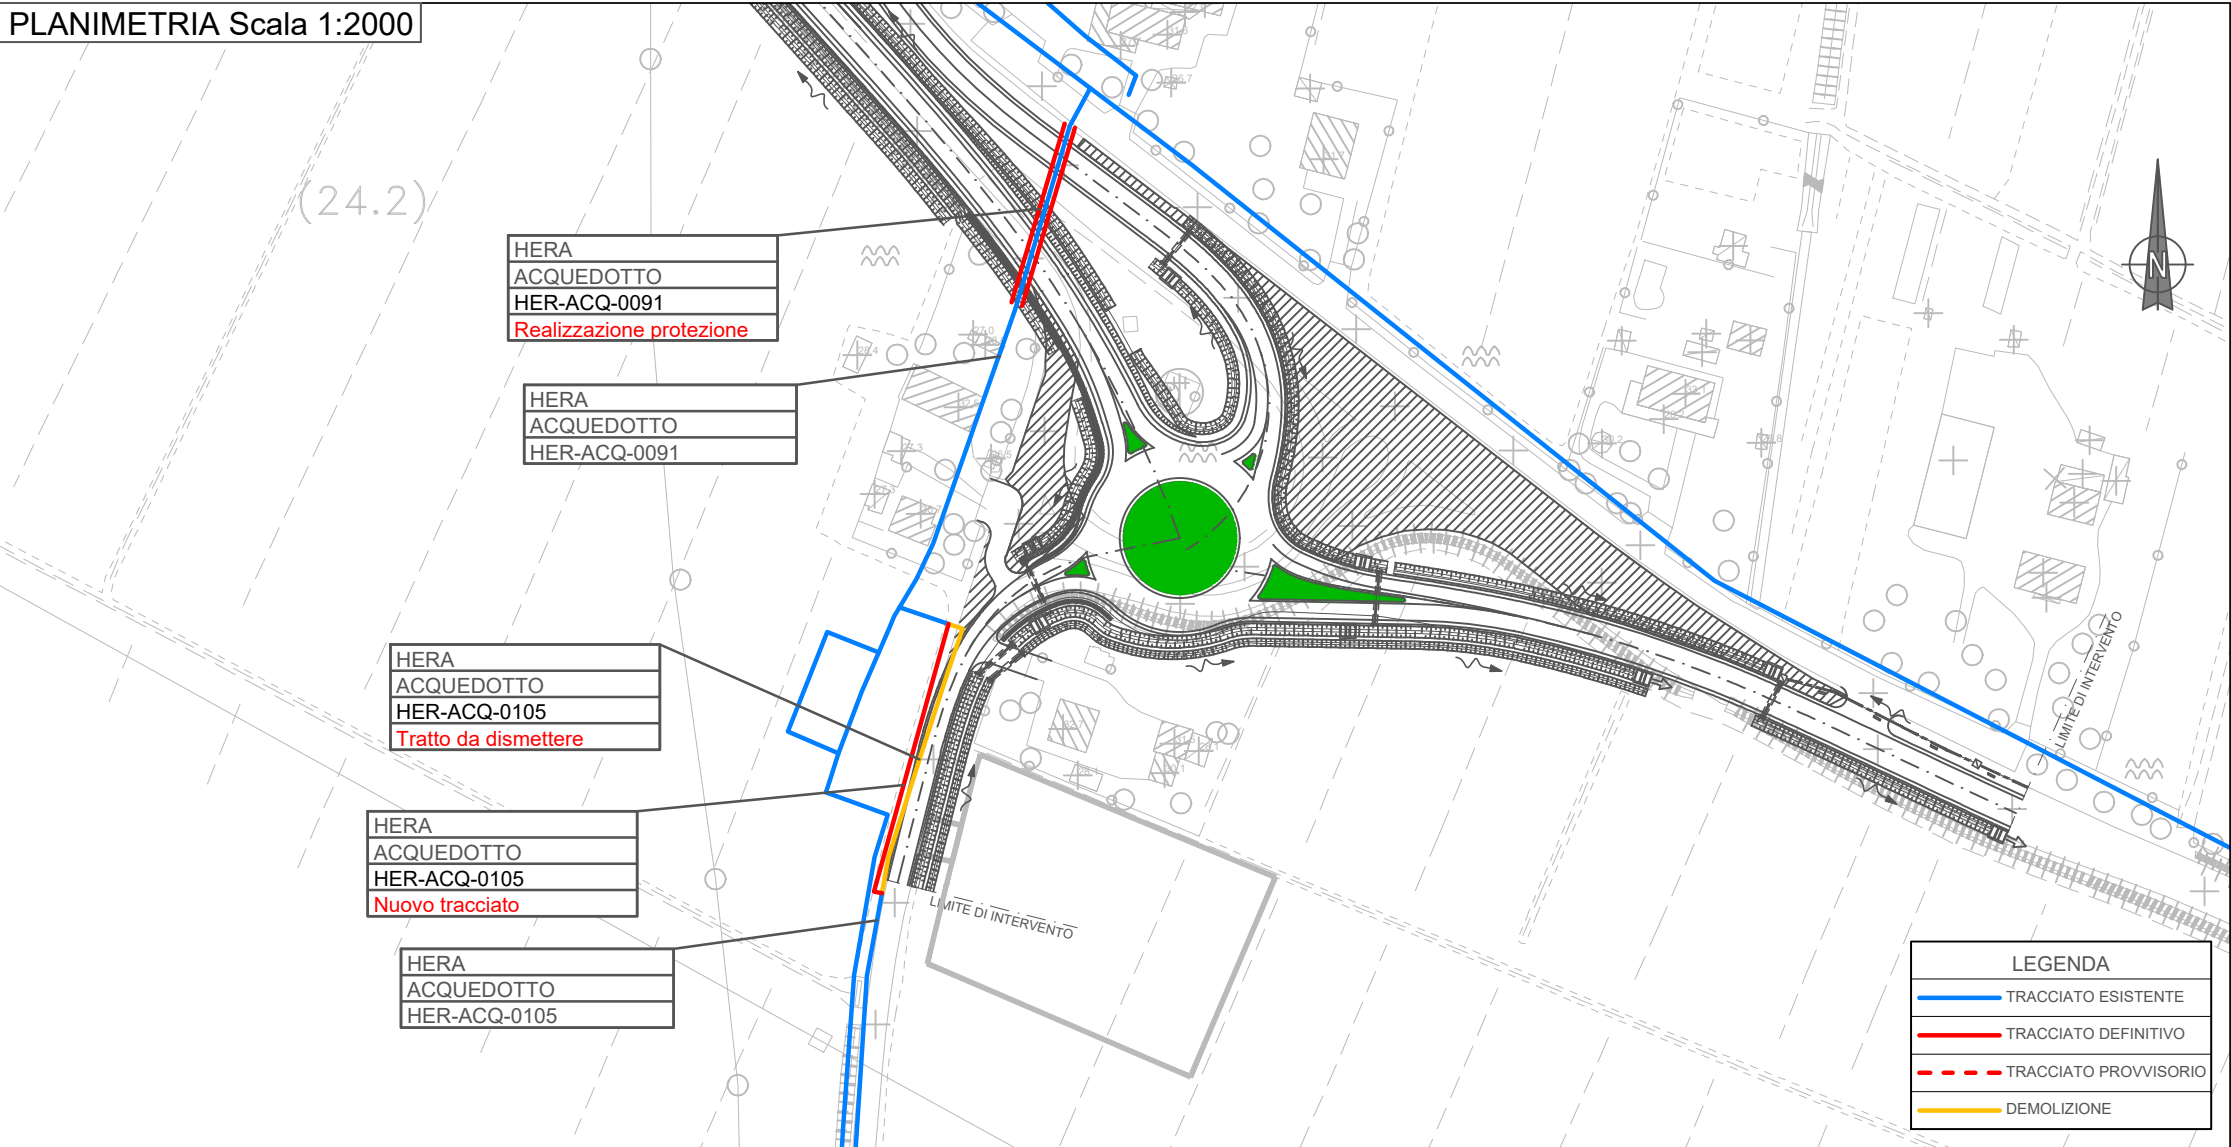 PLANIMETRIA Scala 1:2000
(24.2)
HERA
ACQUEDOTTO
HER-ACQ-0091
Realizzazione protezione
HERA
ACQUEDOTTO
HER-ACQ-0091
HERA
ACQUEDOTTO
HER-ACQ-0105
Tratto da dismettere
HERA
ACQUEDOTTO
HER-ACQ-0105
Nuovo tracciato
HERA
ACQUEDOTTO
HER-ACQ-0105
LIMITE DI INTERVENTO
LIMITE DI INTERVENTO
N
LEGENDA
TRACCIATO ESISTENTE
TRACCIATO DEFINITIVO
TRACCIATO PROVVISORIO
DEMOLIZIONE